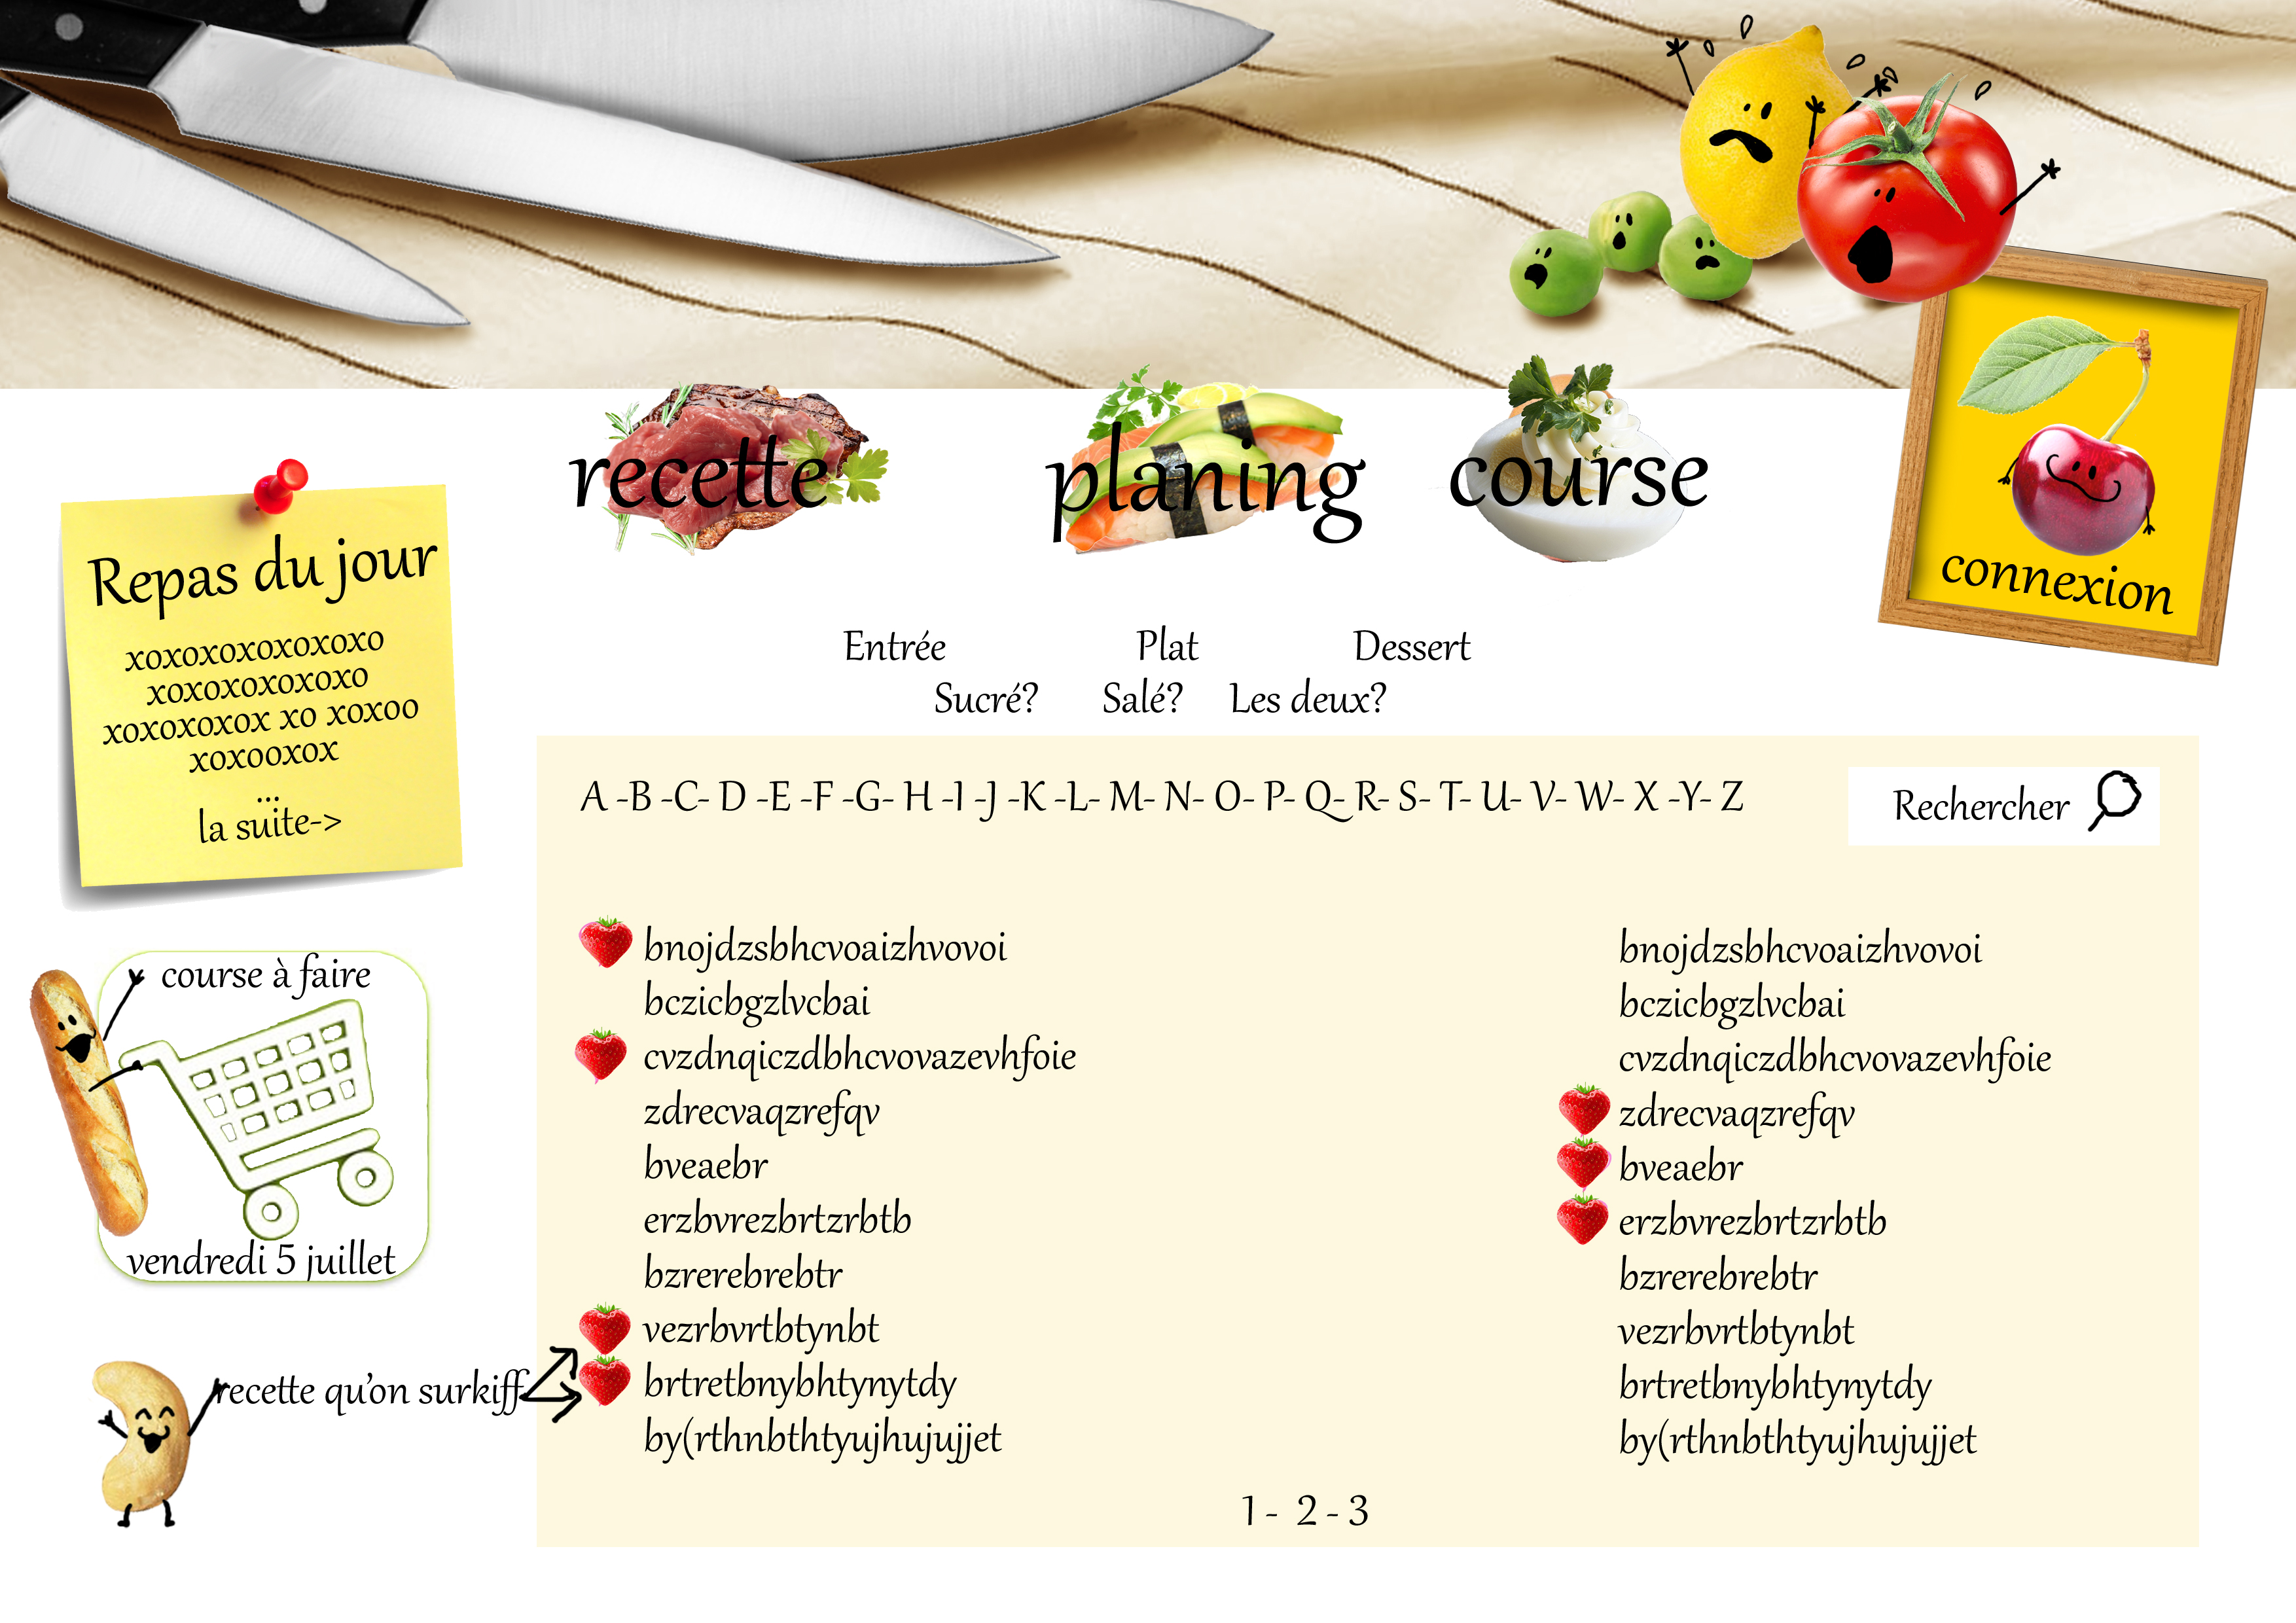 recette planing course
connexion
Repas du jour
xoxoxoxoxoxoxo
xoxoxoxoxoxo
xoxoxoxox xo xoxoo
xoxooxox
...
la suite->
Entrée Plat Dessert
Sucré? Salé? Les deux?
A -B -C- D -E -F -G- H -I -J -K -L- M- N- O- P- Q- R- S- T- U- V- W- X -Y- Z
Rechercher
course à faire
vendredi 5 juillet
recette qu'on surkiff
bnojdzsbhcvoaizhvovoi
bczicbgzlvcbai
cvzdnqiczdbhcvovazevhfoie
zdrecvaqzrefqv
bveaebr
erzbvrezbrtzrbtb
bzrerebrebtr
vezrbvrtbtynbt
brtretbnybhtynytdy
by(rthnbthtyujhujujjet
bnojdzsbhcvoaizhvovoi
bczicbgzlvcbai
cvzdnqiczdbhcvovazevhfoie
zdrecvaqzrefqv
bveaebr
erzbvrezbrtzrbtb
bzrerebrebtr
vezrbvrtbtynbt
brtretbnybhtynytdy
by(rthnbthtyujhujujjet
1 - 2 - 3